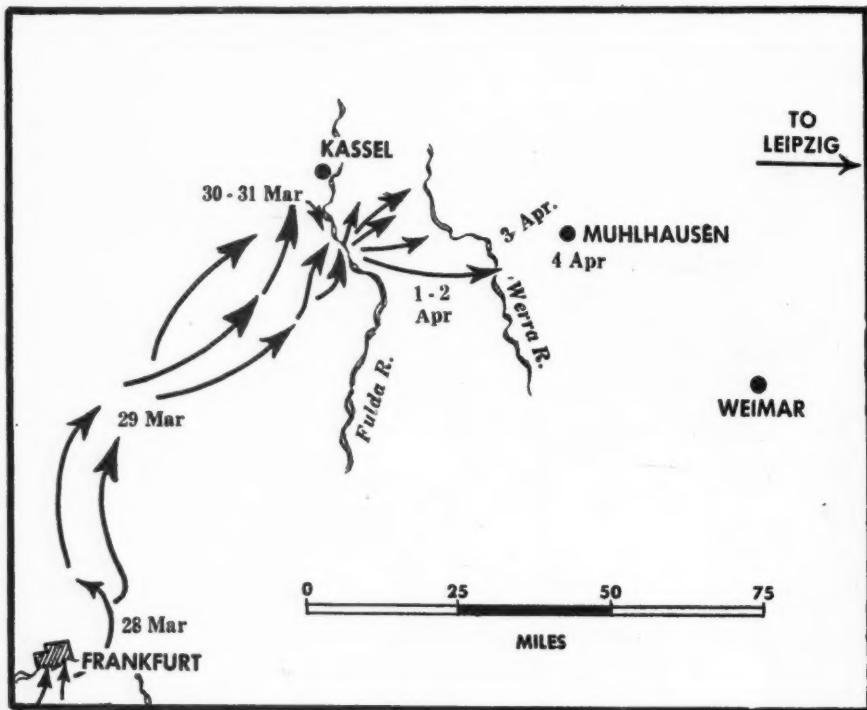 TO
LEIPZIG
KASSEL
30 - 31 Mar
3 Apr.
MUHLHAUSEN
4 Apr
1 - 2
Apr
Werra R.
Fulda R.
WEIMAR
29 Mar
0 25 50 75
MILES
28 Mar
FRANKFURT